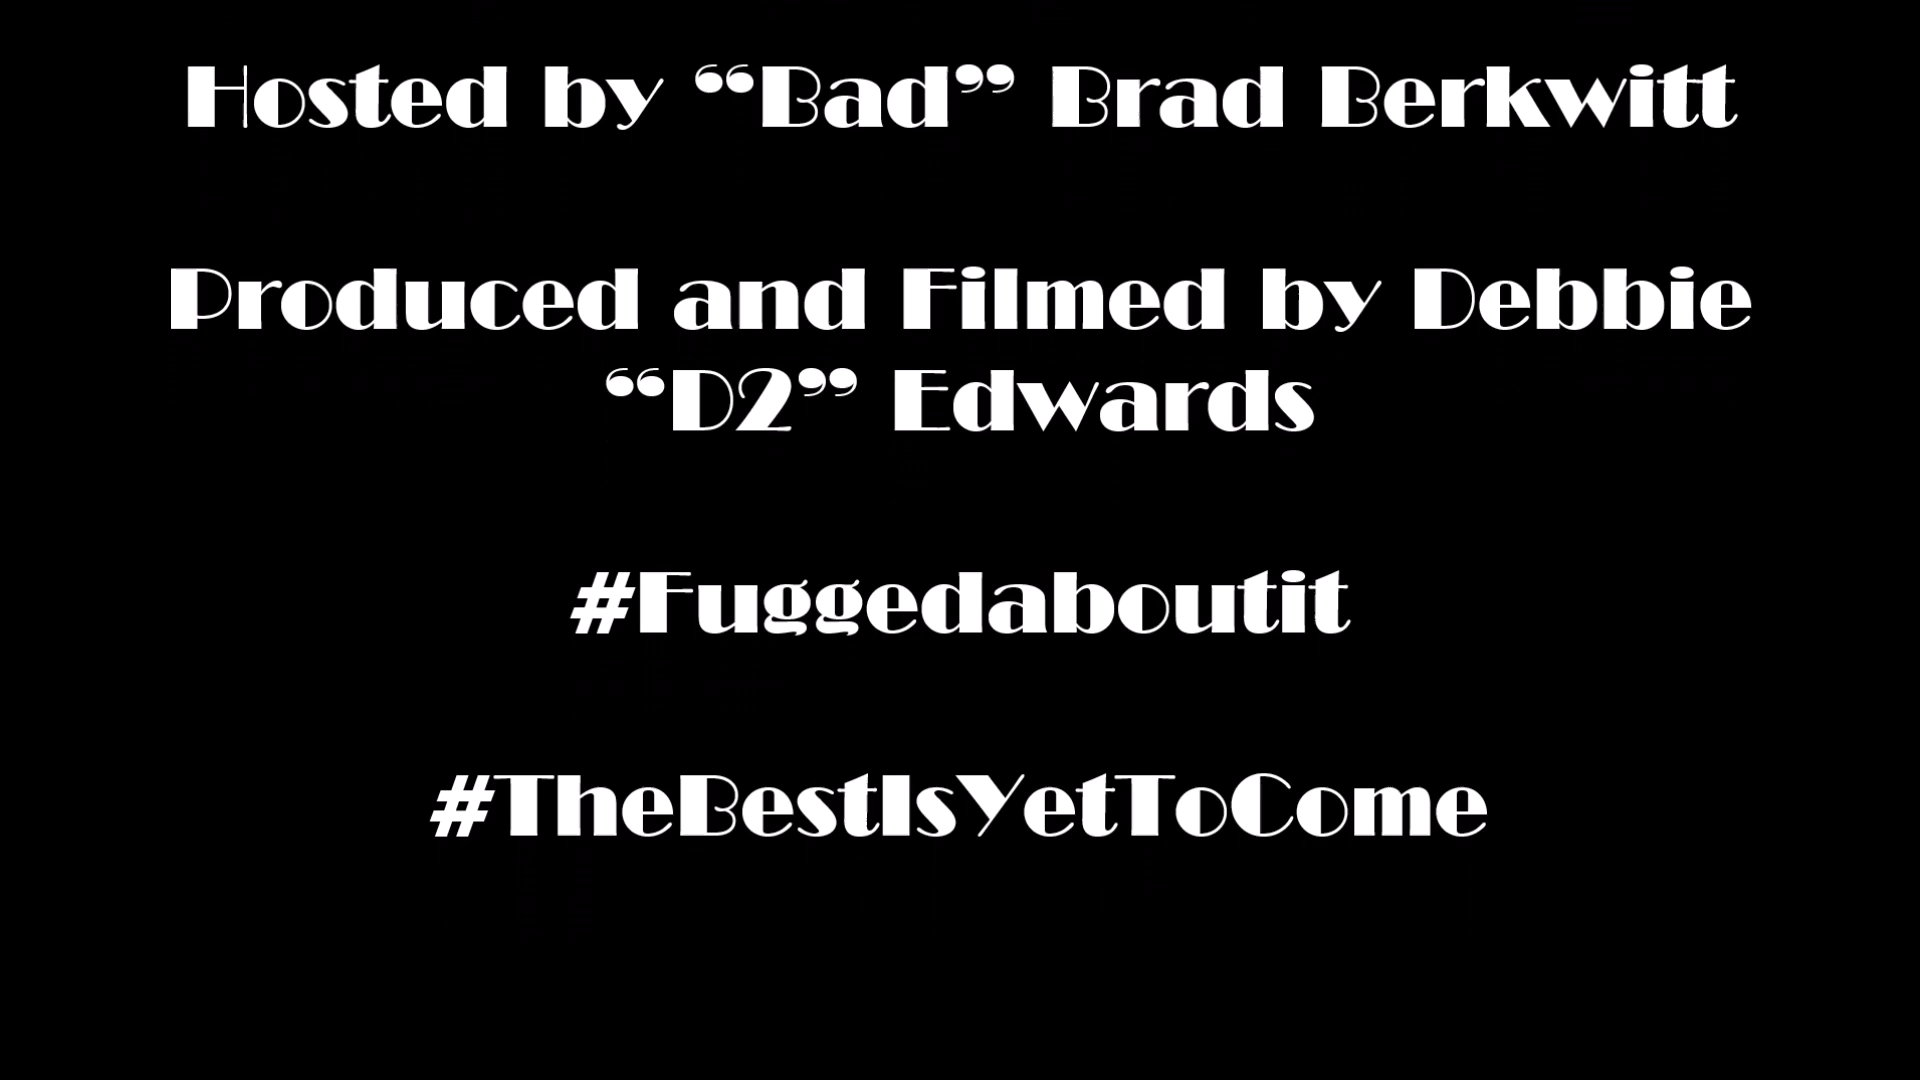 Hosted by “Bad” Brad Berkwitt
Produced and Filmed by Debbie
“D2” Edwards
#Fuggedaboutit
#TheBestIsYetToCome